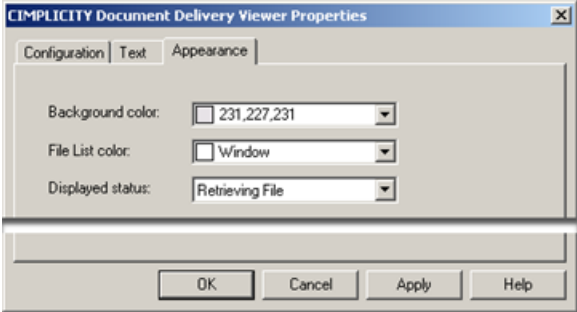 CIMPLICITY Document Delivery Viewer Properties
Configuration Text Appearance
Background color: 231,227,231
File List color: Window
Displayed status: Retrieving File
OK Cancel Apply Help